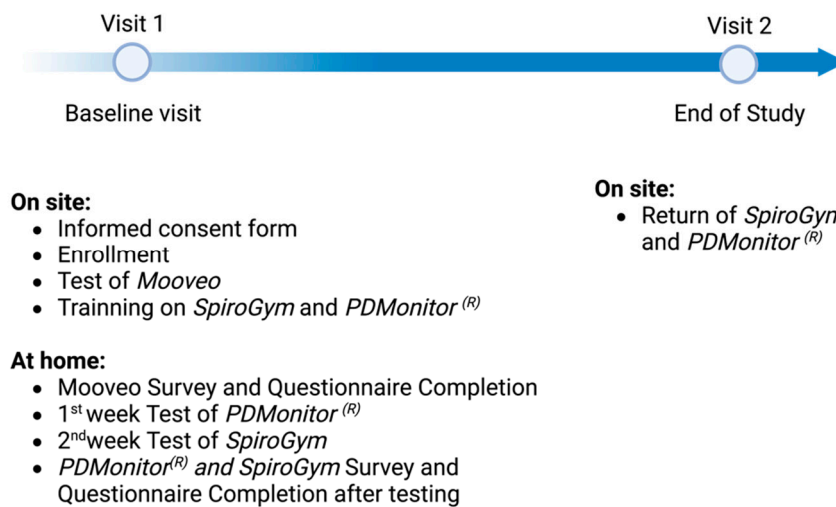 Visit 1
Visit 2
Baseline visit
End of Study
On site:
• Informed consent form
• Enrollment
• Test of Mooveo
• Trainning on SpiroGym and PDMonitor (R)
At home:
• Mooveo Survey and Questionnaire Completion
• 1st week Test of PDMonitor (R)
• 2nd week Test of SpiroGym
• PDMonitor(R) and SpiroGym Survey and
Questionnaire Completion after testing
On site:
• Return of SpiroGym
and PDMonitor (R)